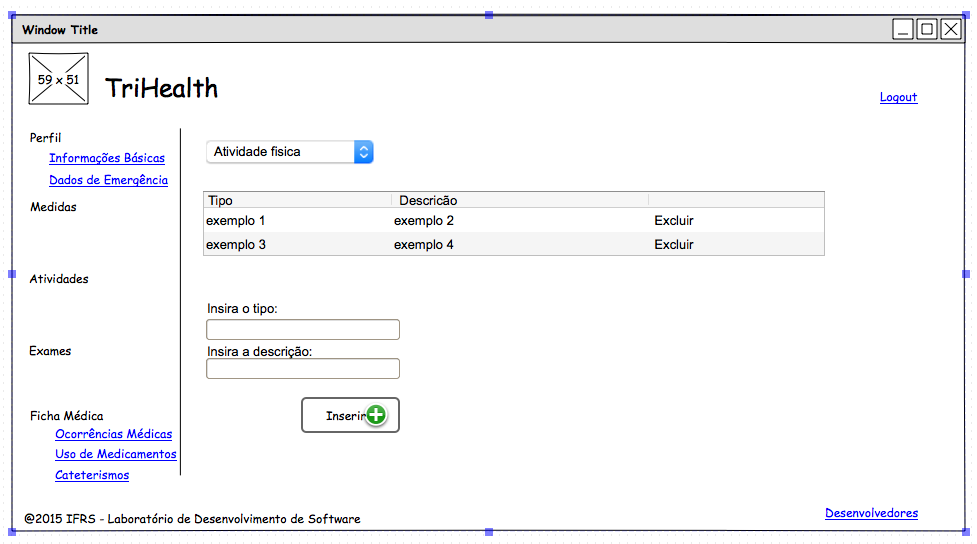 Window Title
59 x 51
TriHealth
Logout
Perfil
Informações Básicas
Dados de Emergência
Medidas
Atividades
Exames
Ficha Médica
Ocorrências Médicas
Uso de Medicamentos
Cateterismos
Atividade fisica
Tipo Descricão
exemplo 1 exemplo 2 Excluir
exemplo 3 exemplo 4 Excluir
Insira o tipo:
Insira a descrição:
Inserir
@2015 IFRS - Laboratório de Desenvolvimento de Software
Desenvolvedores